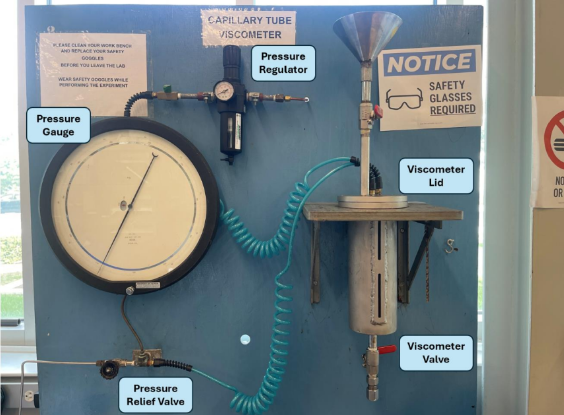 CAPILLARY TUBE
VISCOMETER
PLEASE CLEAN YOUR WORK BENCH
AND REPLACE YOUR SAFETY
GOGGLES
BEFORE YOU LEAVE THE LAB
WEAR SAFETY GOGGLES WHILE
PERFORMING THE EXPERIMENT
Pressure
Regulator
NOTICE
SAFETY
GLASSES
REQUIRED
Pressure
Gauge
Viscometer
Lid
NO
OR
Viscometer
Valve
Pressure
Relief Valve